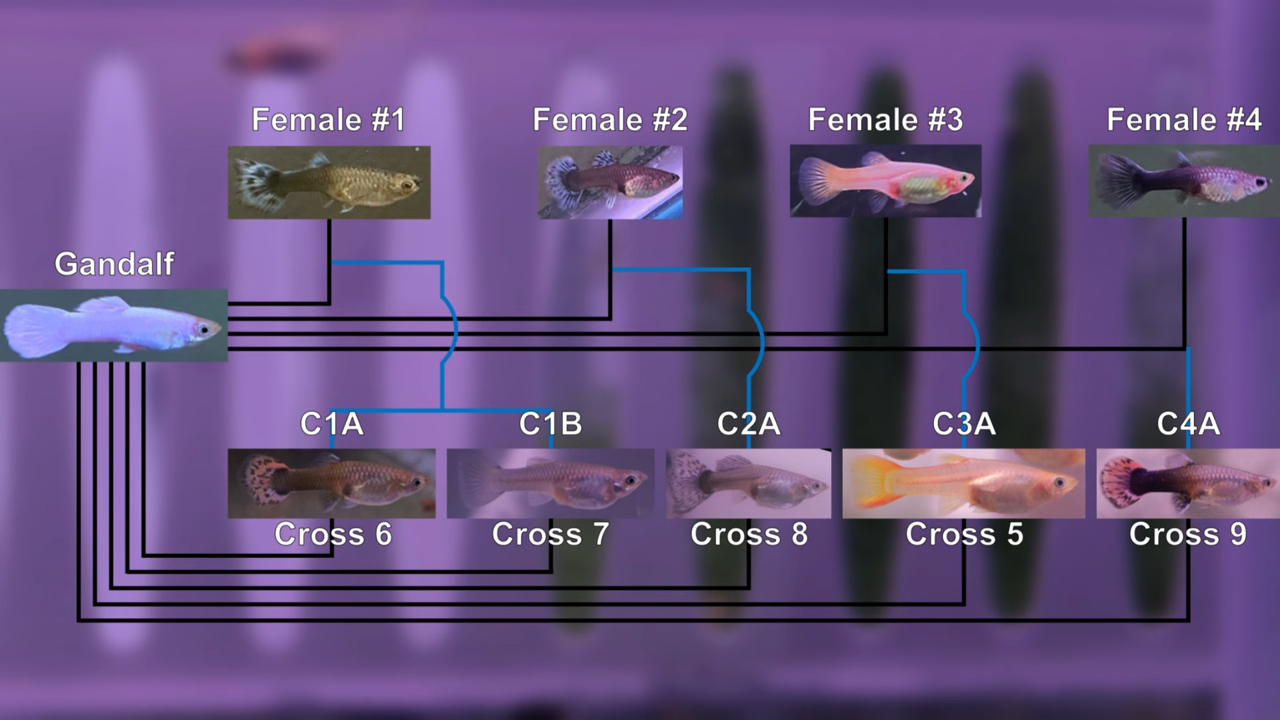 Female #1
Female #2
Female #3
Female #4
Gandalf
C1A
C1B
C2A
C3A
C4A
Cross 6
Cross 7
Cross 8
Cross 5
Cross 9